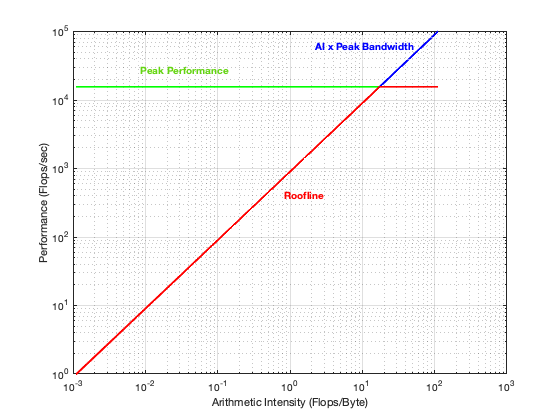 10^5
AI x Peak Bandwidth
Peak Performance
10^4
10^3
Roofline
Performance (Flops/sec)
10^2
10^1
10^0
10^-3 10^-2 10^-1 10^0 10^1 10^2 10^3
Arithmetic Intensity (Flops/Byte)